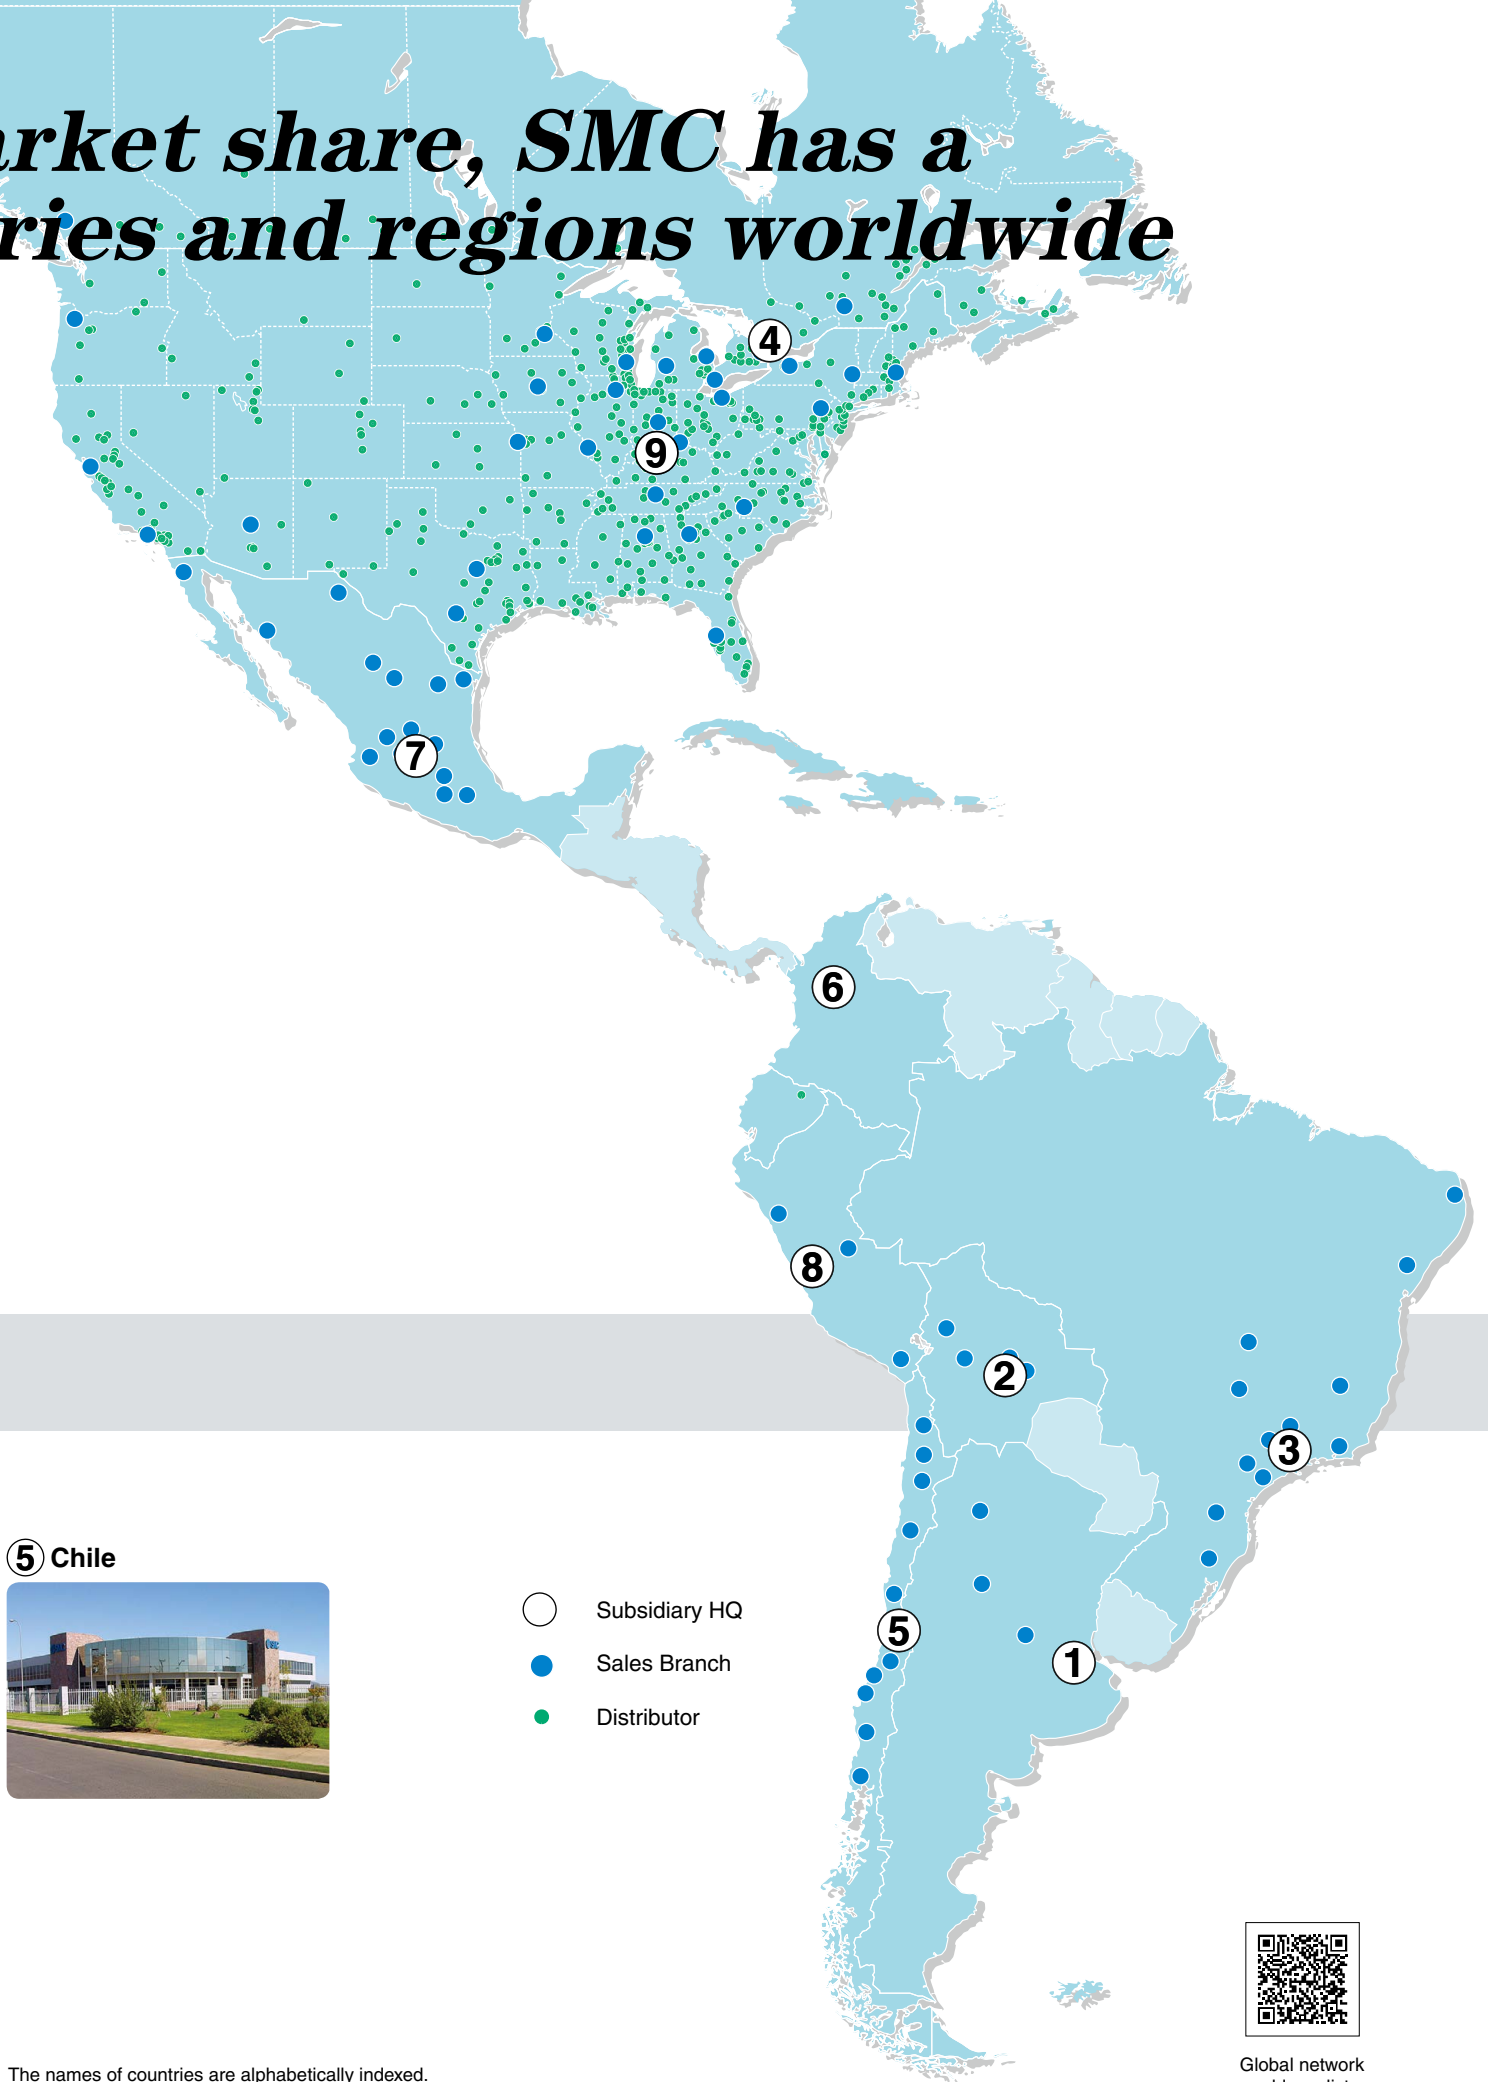 arket share, SMC has a
ries and regions worldwide
4
9
7
6
8
2
3
5
1
5 Chile
Subsidiary HQ
Sales Branch
Distributor
The names of countries are alphabetically indexed.
Global network